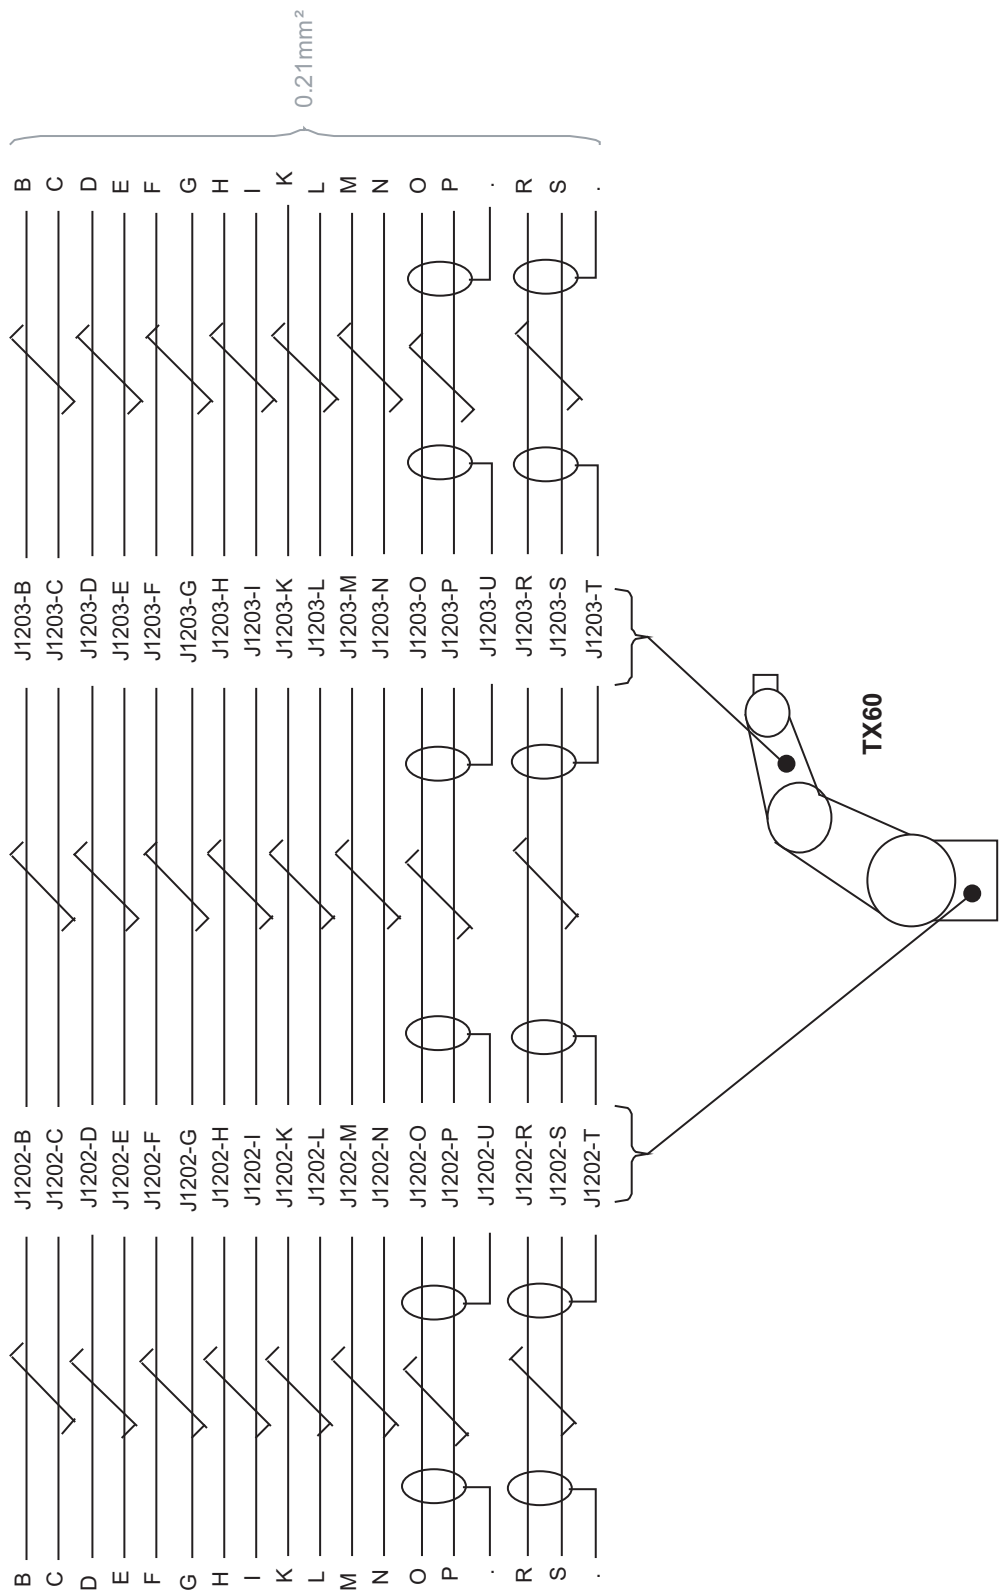 B J1202-B J1203-B B
C J1202-C J1203-C C
D J1202-D J1203-D D
E J1202-E J1203-E E
F J1202-F J1203-F F
G J1202-G J1203-G G
H J1202-H J1203-H H
I J1202-I J1203-I I
K J1202-K J1203-K K
L J1202-L J1203-L L
M J1202-M J1203-M M
N J1202-N J1203-N N
O J1202-O J1203-O O
P J1202-P J1203-P P
. J1202-U J1203-U .
R J1202-R J1203-R R
S J1202-S J1203-S S
. J1202-T J1203-T .
0.21mm²
TX60